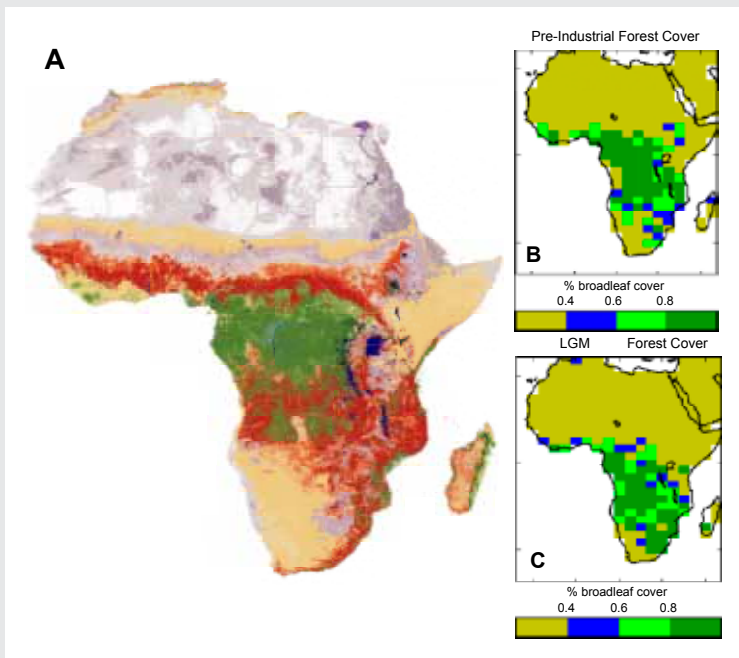 A
Pre-Industrial Forest Cover
B
% broadleaf cover
0.4 0.6 0.8
LGM Forest Cover
C
% broadleaf cover
0.4 0.6 0.8